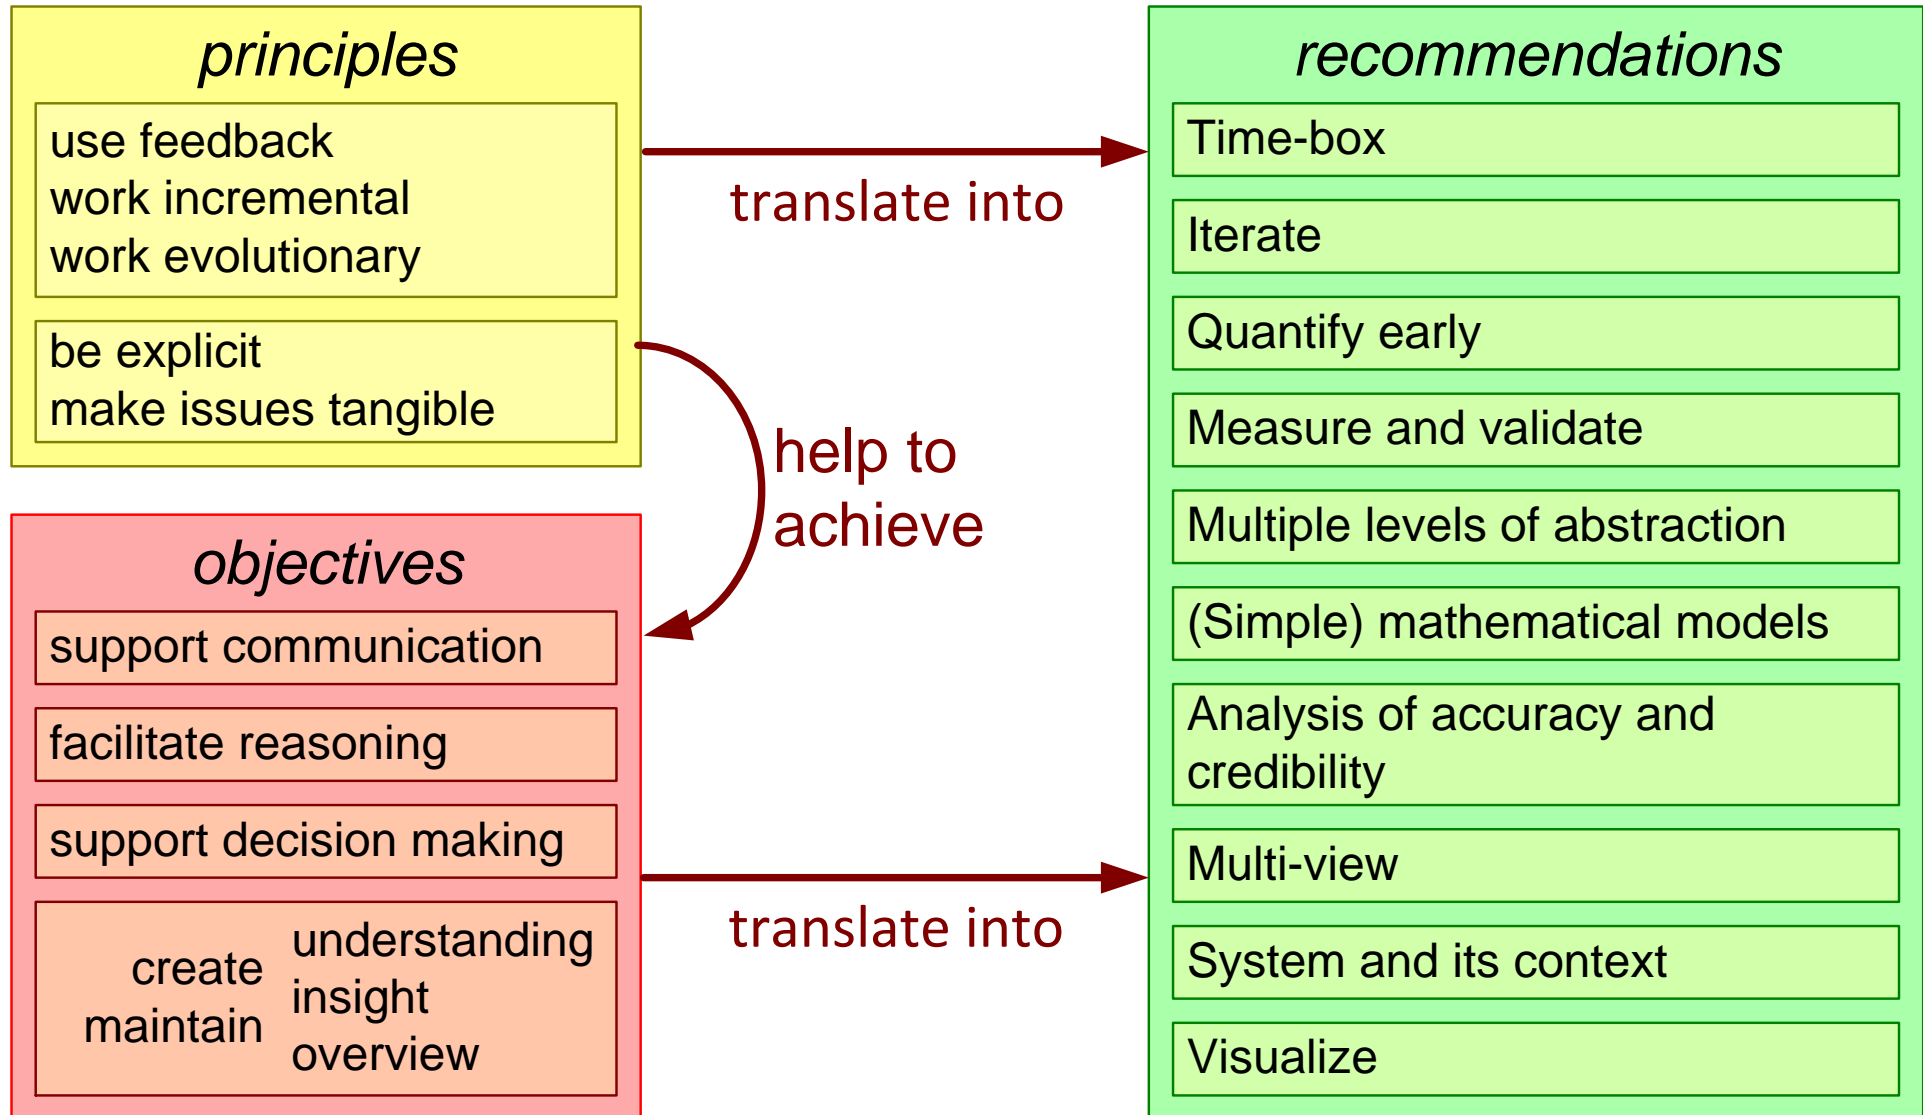 principles
use feedback
work incremental
work evolutionary
be explicit
make issues tangible
translate into
help to
achieve
objectives
support communication
facilitate reasoning
support decision making
create
maintain
understanding
insight
overview
translate into
recommendations
Time-box
Iterate
Quantify early
Measure and validate
Multiple levels of abstraction
(Simple) mathematical models
Analysis of accuracy and
credibility
Multi-view
System and its context
Visualize